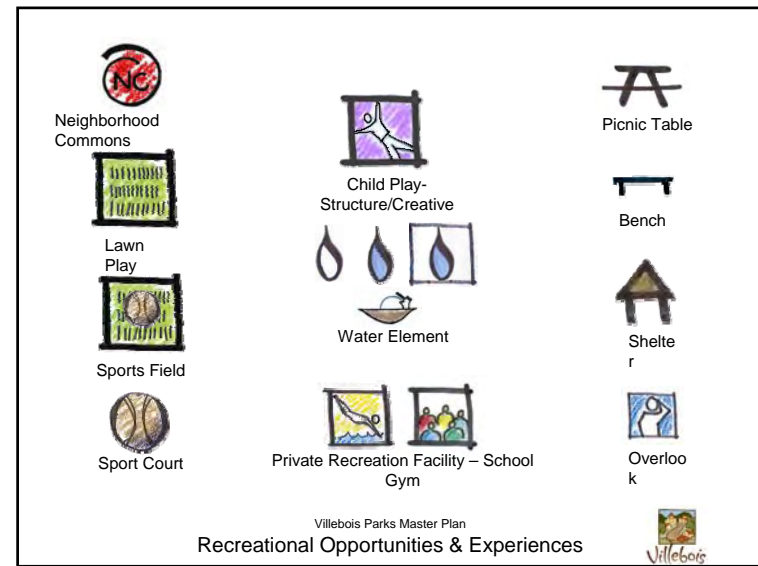 NC
Neighborhood
Commons
Lawn
Play
Sports Field
Sport Court
Child Play-
Structure/Creative
Water Element
Private Recreation Facility – School
Gym
Picnic Table
Bench
Shelte
r
Overloo
k
Villebois Parks Master Plan
Recreational Opportunities & Experiences
Villebois